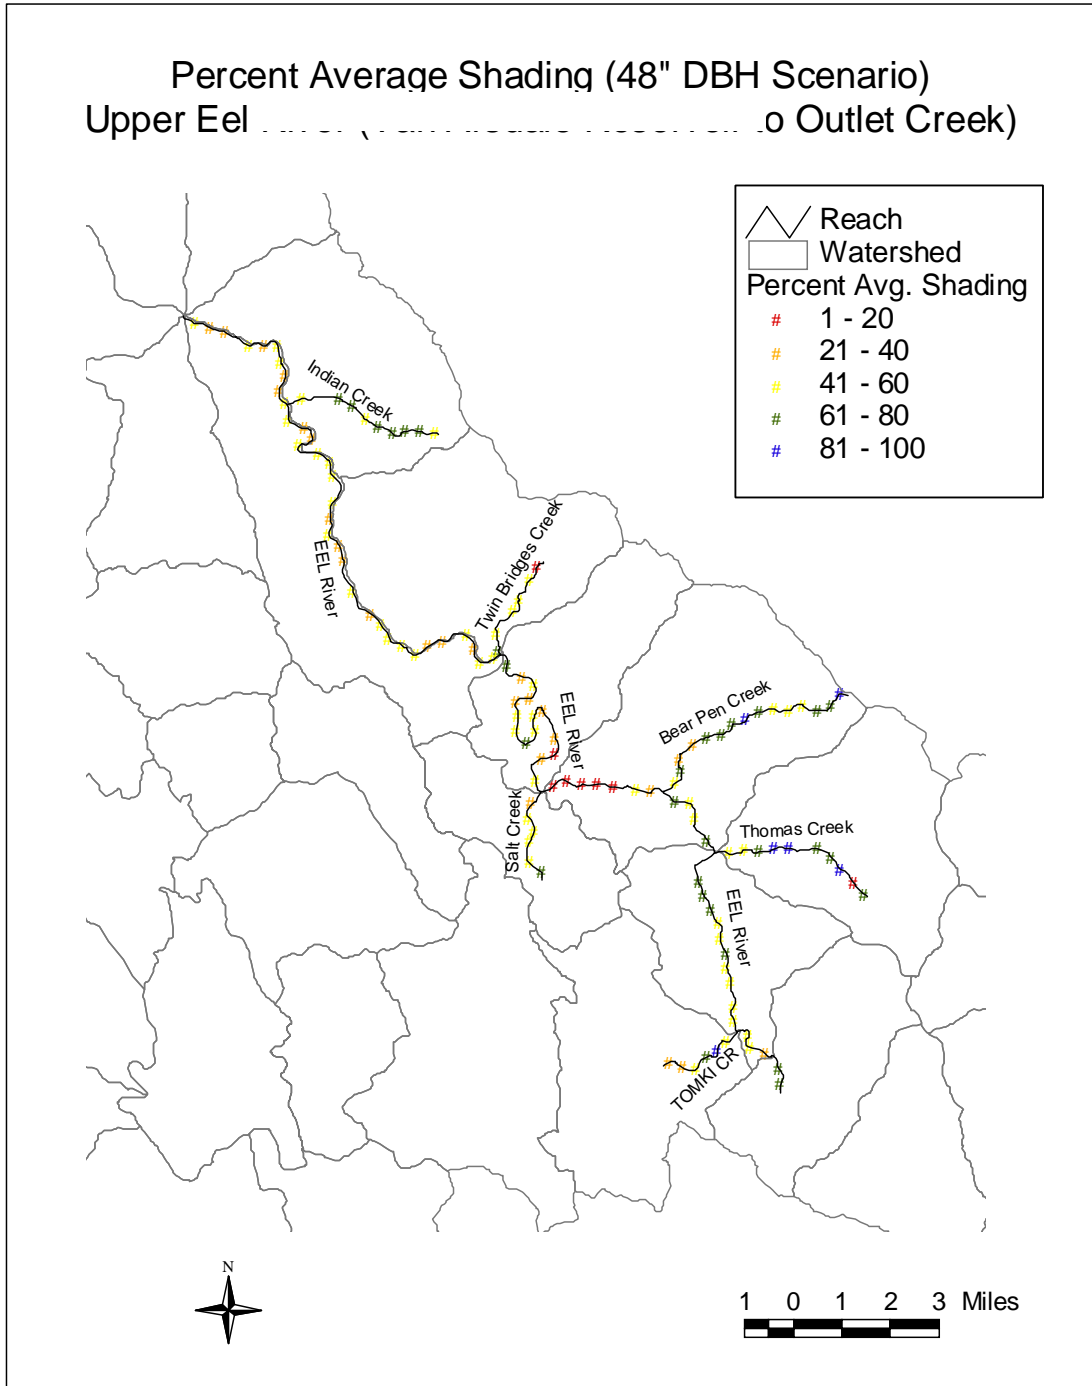 Percent Average Shading (48" DBH Scenario)
Upper Eel o Outlet Creek)
Reach
Watershed
Percent Avg. Shading
# 1 - 20
# 21 - 40
# 41 - 60
# 61 - 80
# 81 - 100
Indian Creek
Twin Bridges Creek
EEL River
EEL River
Bear Pen Creek
Salt Creek
Thomas Creek
EEL River
TOMKI CR
N
1 0 1 2 3 Miles